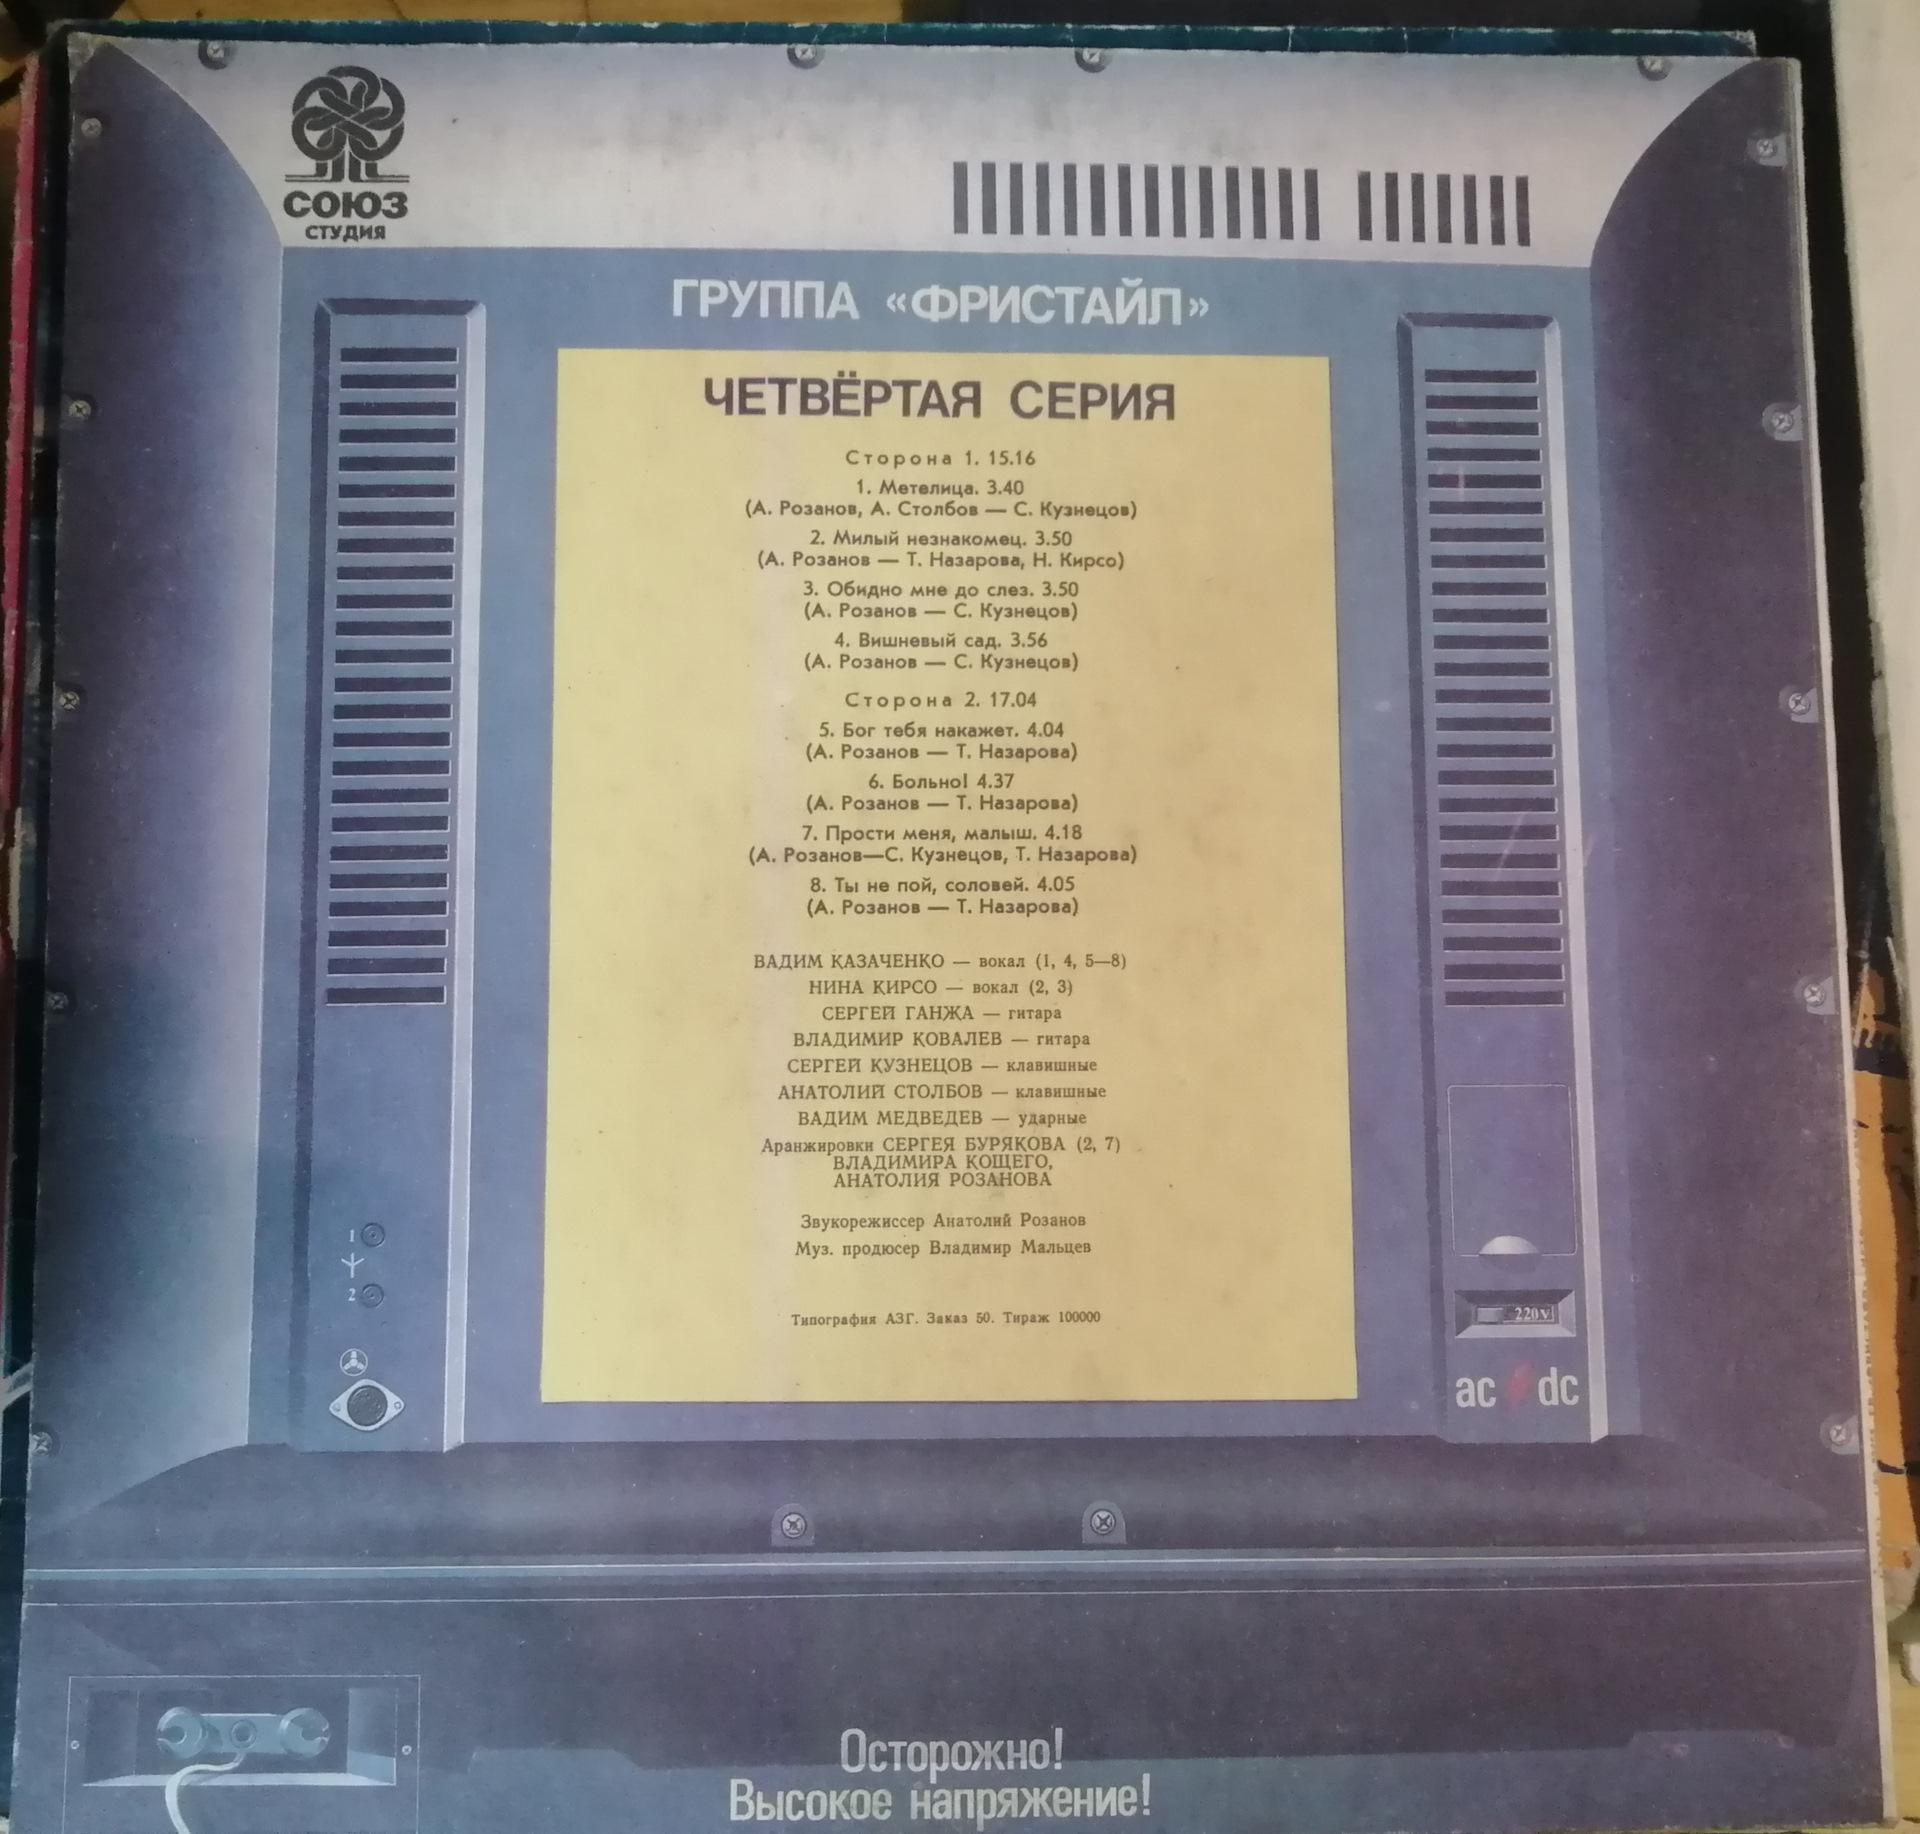 СОЮЗ
СТУДИЯ
ГРУППА «ФРИСТАЙЛ»
ЧЕТВЁРТАЯ СЕРИЯ
Сторона 1. 15.16
1. Метелица. 3.40
(А. Розанов, А. Столбов — С. Кузнецов)
2. Милый незнакомец. 3.50
(А. Розанов — Т. Назарова, Н. Кирсо)
3. Обидно мне до слез. 3.50
(А. Розанов — С. Кузнецов)
4. Вишневый сад. 3.56
(А. Розанов — С. Кузнецов)
Сторона 2. 17.04
5. Бог тебя накажет. 4.04
(А. Розанов — Т. Назарова)
6. Больно! 4.37
(А. Розанов — Т. Назарова)
7. Прости меня, малыш. 4.18
(А. Розанов—С. Кузнецов, Т. Назарова)
8. Ты не пой, соловей. 4.05
(А. Розанов — Т. Назарова)
ВАДИМ КАЗАЧЕНКО — вокал (1, 4, 5—8)
НИНА КИРСО — вокал (2, 3)
СЕРГЕЙ ГАНЖА — гитара
ВЛАДИМИР КОВАЛЕВ — гитара
СЕРГЕЙ КУЗНЕЦОВ — клавишные
АНАТОЛИЙ СТОЛБОВ — клавишные
ВАДИМ МЕДВЕДЕВ — ударные
Аранжировки СЕРГЕЯ БУРЯКОВА (2, 7)
ВЛАДИМИРА КОЩЕГО,
АНАТОЛИЯ РОЗАНОВА
Звукорежиссер Анатолий Розанов
Муз. продюсер Владимир Мальцев
Типография АЗГ. Заказ 50. Тираж 100000
1
2
220V
ac dc
Осторожно!
Высокое напряжение!